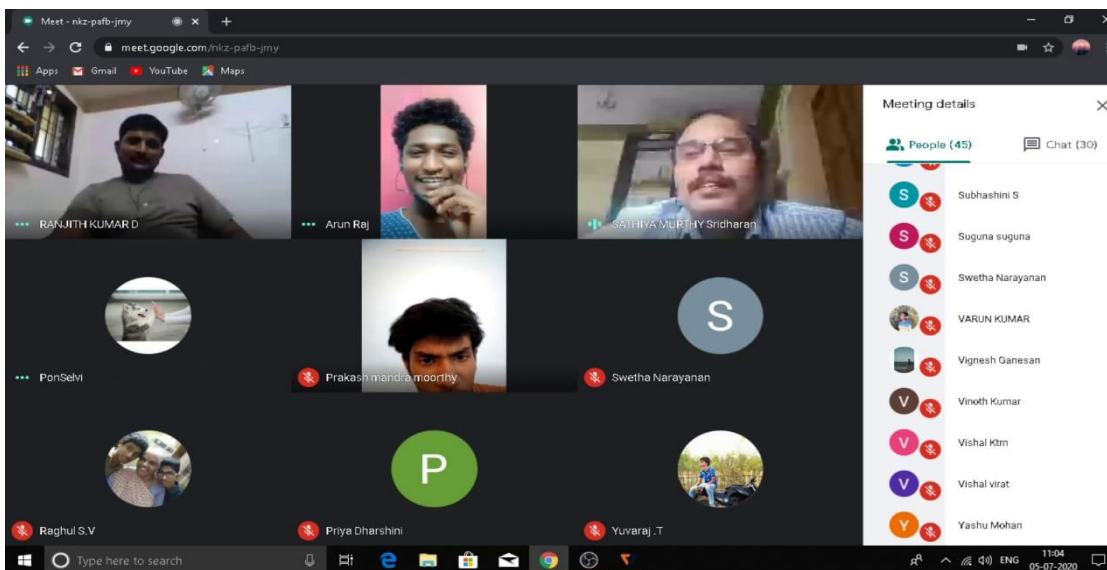 Meet - nkz-pafb-jmy
meet.google.com/nkz-pafb-jmy
Apps Gmail YouTube Maps
RANJITH KUMAR D
Arun Raj
SATHIYA MURTHY Sridharan
PonSelvi
Prakash mandra moorthy
S
Swetha Narayanan
Raghul S.V
P
Priya Dharshini
Yuvaraj .T
Meeting details
People (45) Chat (30)
S Subhashini S
S Suguna suguna
S Swetha Narayanan
VARUN KUMAR
Vignesh Ganesan
V Vinoth Kumar
V Vishal Ktm
V Vishal virat
Y Yashu Mohan
Type here to search
ENG
11:04
05-07-2020